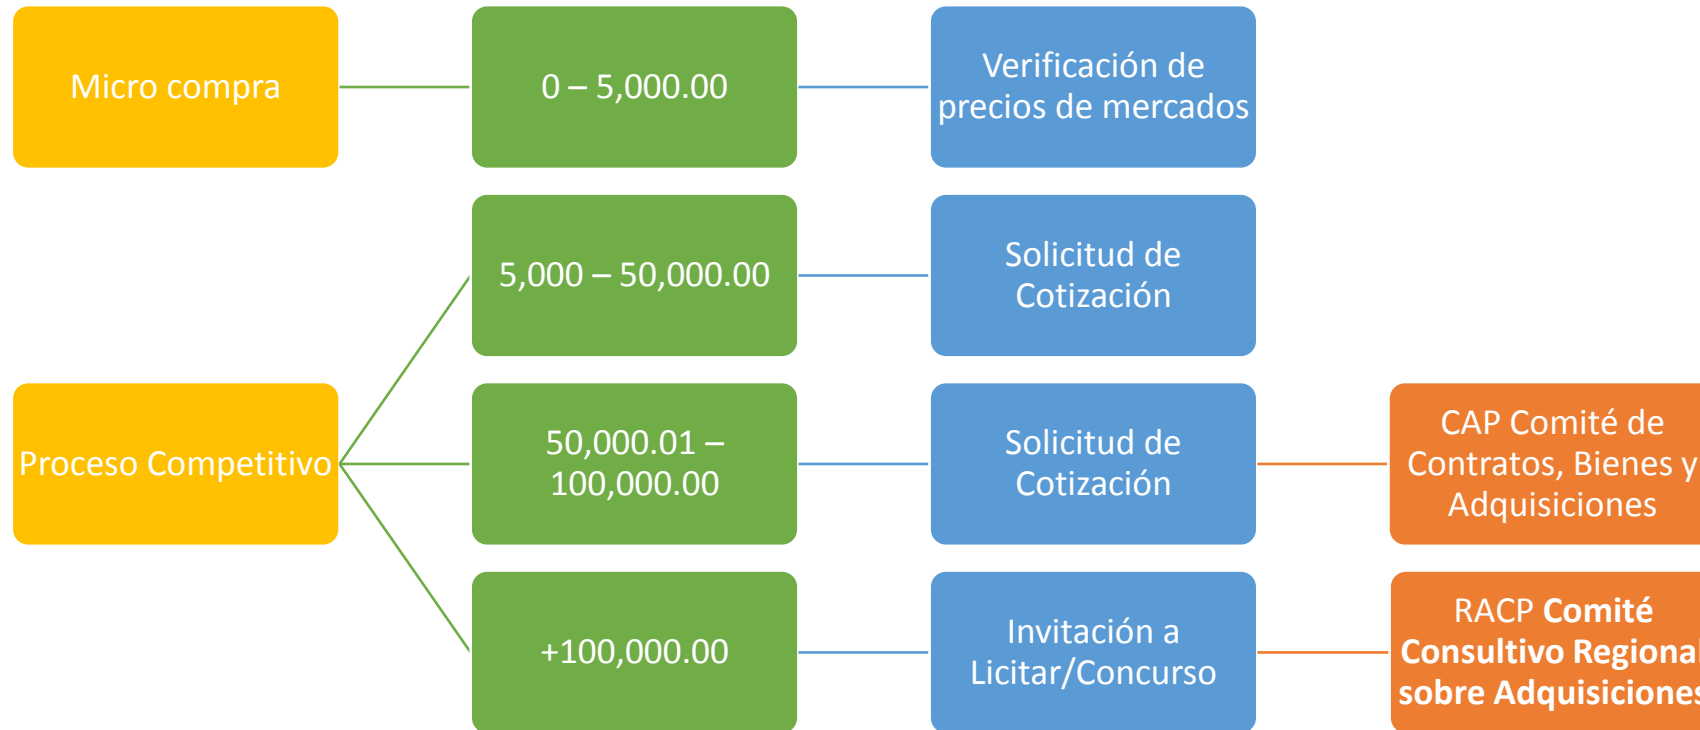 Micro compra
0 – 5,000.00
Verificación de
precios de mercados
5,000 – 50,000.00
Solicitud de
Cotización
Proceso Competitivo
50,000.01 –
100,000.00
Solicitud de
Cotización
CAP Comité de
Contratos, Bienes y
Adquisiciones
+100,000.00
Invitación a
Licitar/Concurso
RACP Comité
Consultivo Regional
sobre Adquisiciones